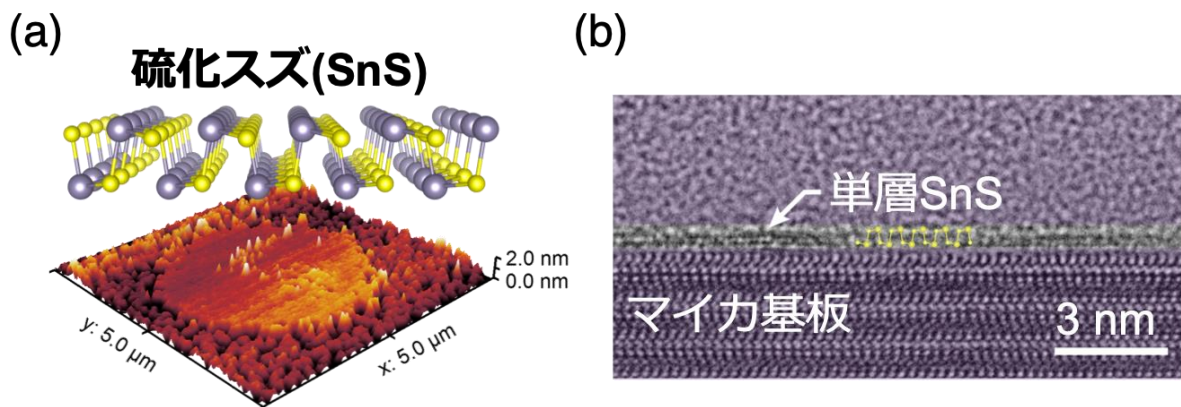 (a)
硫化スズ(SnS)
2.0 nm
0.0 nm
y: 5.0 µm
x: 5.0 µm
(b)
単層SnS
マイカ基板
3 nm